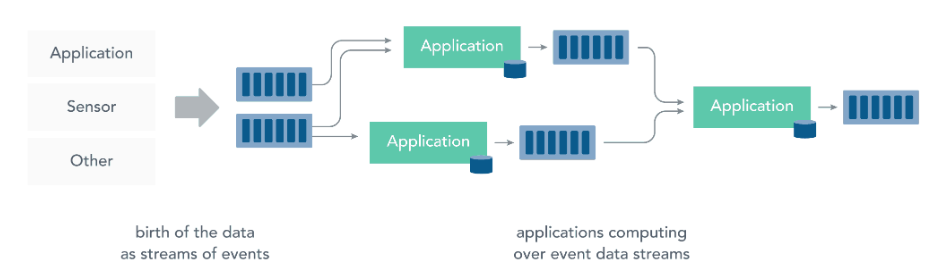 Application
Sensor
Other
Application
Application
Application
birth of the data
as streams of events
applications computing
over event data streams